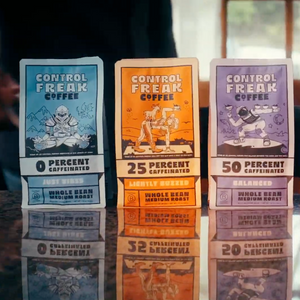 CONTROL
FREAK
COFFEE
0 PERCENT
CAFFEINATED
JUST BEANS
WHOLE BEAN
MEDIUM ROAST
CONTROL
FREAK
COFFEE
25 PERCENT
CAFFEINATED
LIGHTLY BUZZED
WHOLE BEAN
MEDIUM ROAST
CONTROL
FREAK
COFFEE
50 PERCENT
CAFFEINATED
BALANCED
WHOLE BEAN
MEDIUM ROAST